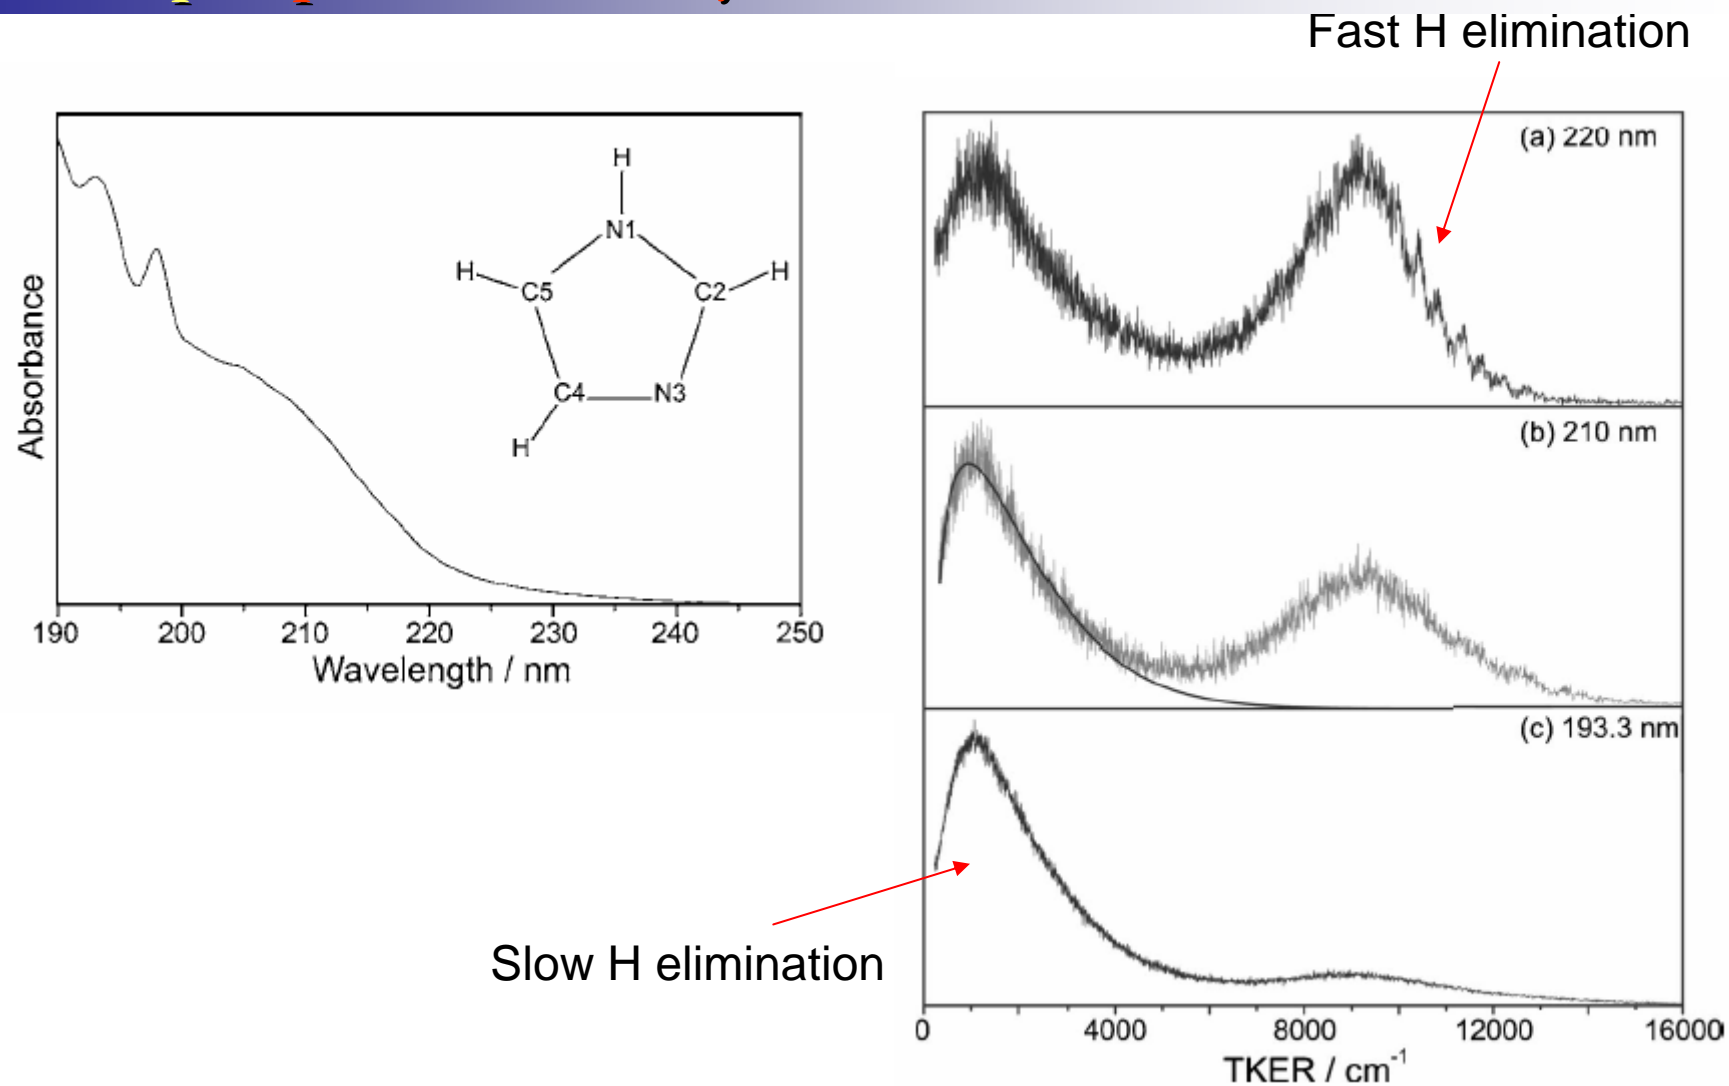 Fast H elimination
Absorbance
H
N1
H
H
C5
C2
C4
N3
H
190 200 210 220 230 240 250
Wavelength / nm
(a) 220 nm
(b) 210 nm
(c) 193.3 nm
Slow H elimination
0 4000 8000 12000 16000
TKER / cm-1